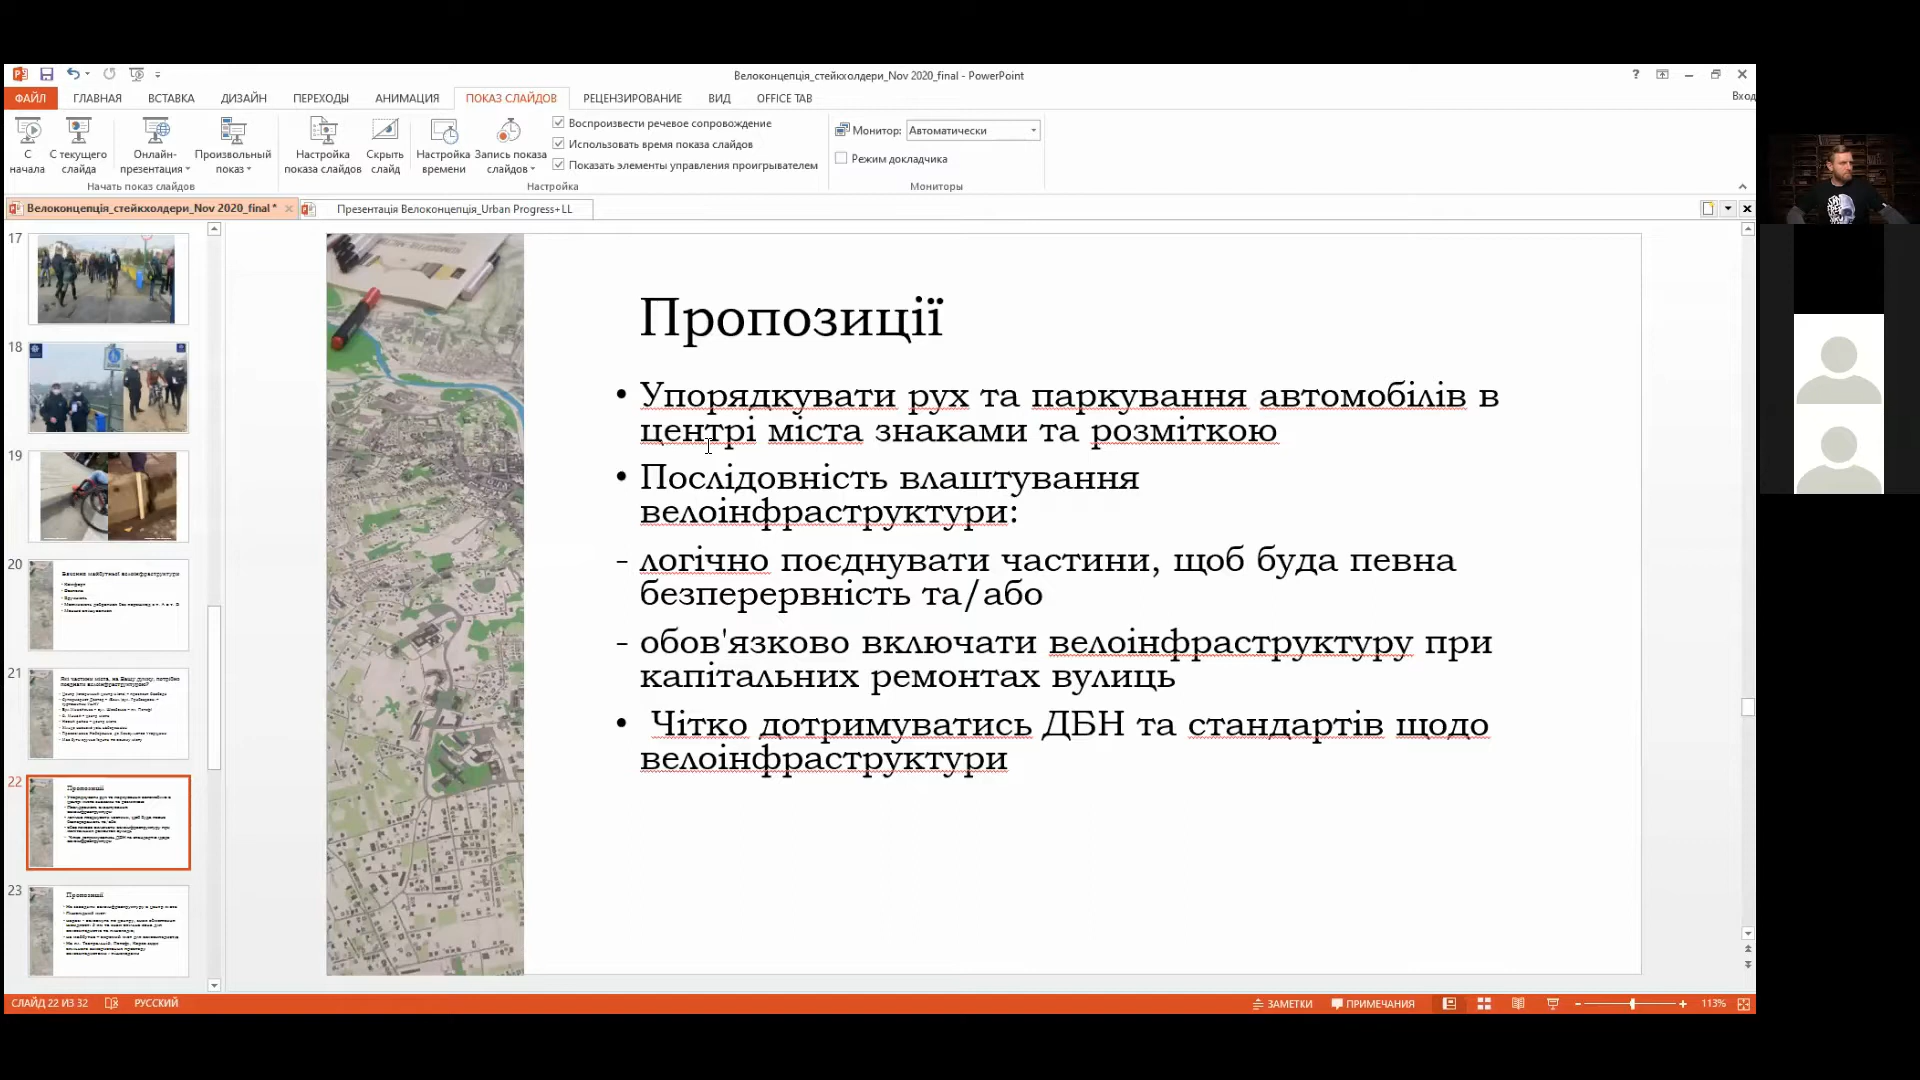 Велоконцепція_стейкхолдери_Nov 2020_final - PowerPoint
ФАЙЛ ГЛАВНАЯ ВСТАВКА ДИЗАЙН ПЕРЕХОДЫ АНИМАЦИЯ ПОКАЗ СЛАЙДОВ РЕЦЕНЗИРОВАНИЕ ВИД OFFICE TAB Вход
С начала
С текущего слайда
Онлайн-презентация
Произвольный показ
Начать показ слайдов
Настройка показа слайдов
Скрыть слайд
Настройка времени
Запись показа слайдов
Воспроизвести речевое сопровождение
Использовать время показа слайдов
Показать элементы управления проигрывателем
Настройка
Монитор: Автоматически
Режим докладчика
Мониторы
Велоконцепція_стейкхолдери_Nov 2020_final *
Презентація Велоконцепція_Urban Progress+LL
17
18
19
20
21
22
Пропозиції
23
Пропозиції
Пропозиції
• Упорядкувати рух та паркування автомобілів в
центрі міста знаками та розміткою
• Послідовність влаштування
велоінфраструктури:
- логічно поєднувати частини, щоб буда певна
безперервність та/або
- обов'язково включати велоінфраструктуру при
капітальних ремонтах вулиць
• Чітко дотримуватись ДБН та стандартів щодо
велоінфраструктури
СЛАЙД 22 ИЗ 32 РУССКИЙ ЗАМЕТКИ ПРИМЕЧАНИЯ 113%